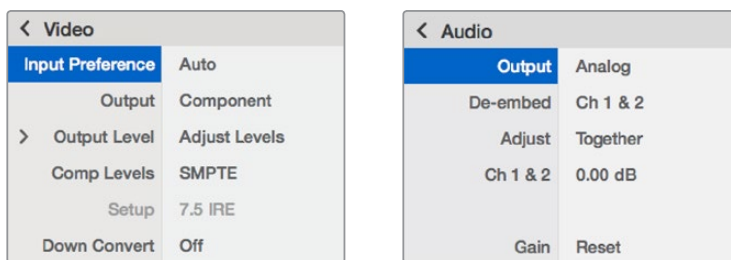 < Video
Input Preference Auto
Output Component
> Output Level Adjust Levels
Comp Levels SMPTE
Setup 7.5 IRE
Down Convert Off
< Audio
Output Analog
De-embed Ch 1 & 2
Adjust Together
Ch 1 & 2 0.00 dB
Gain Reset